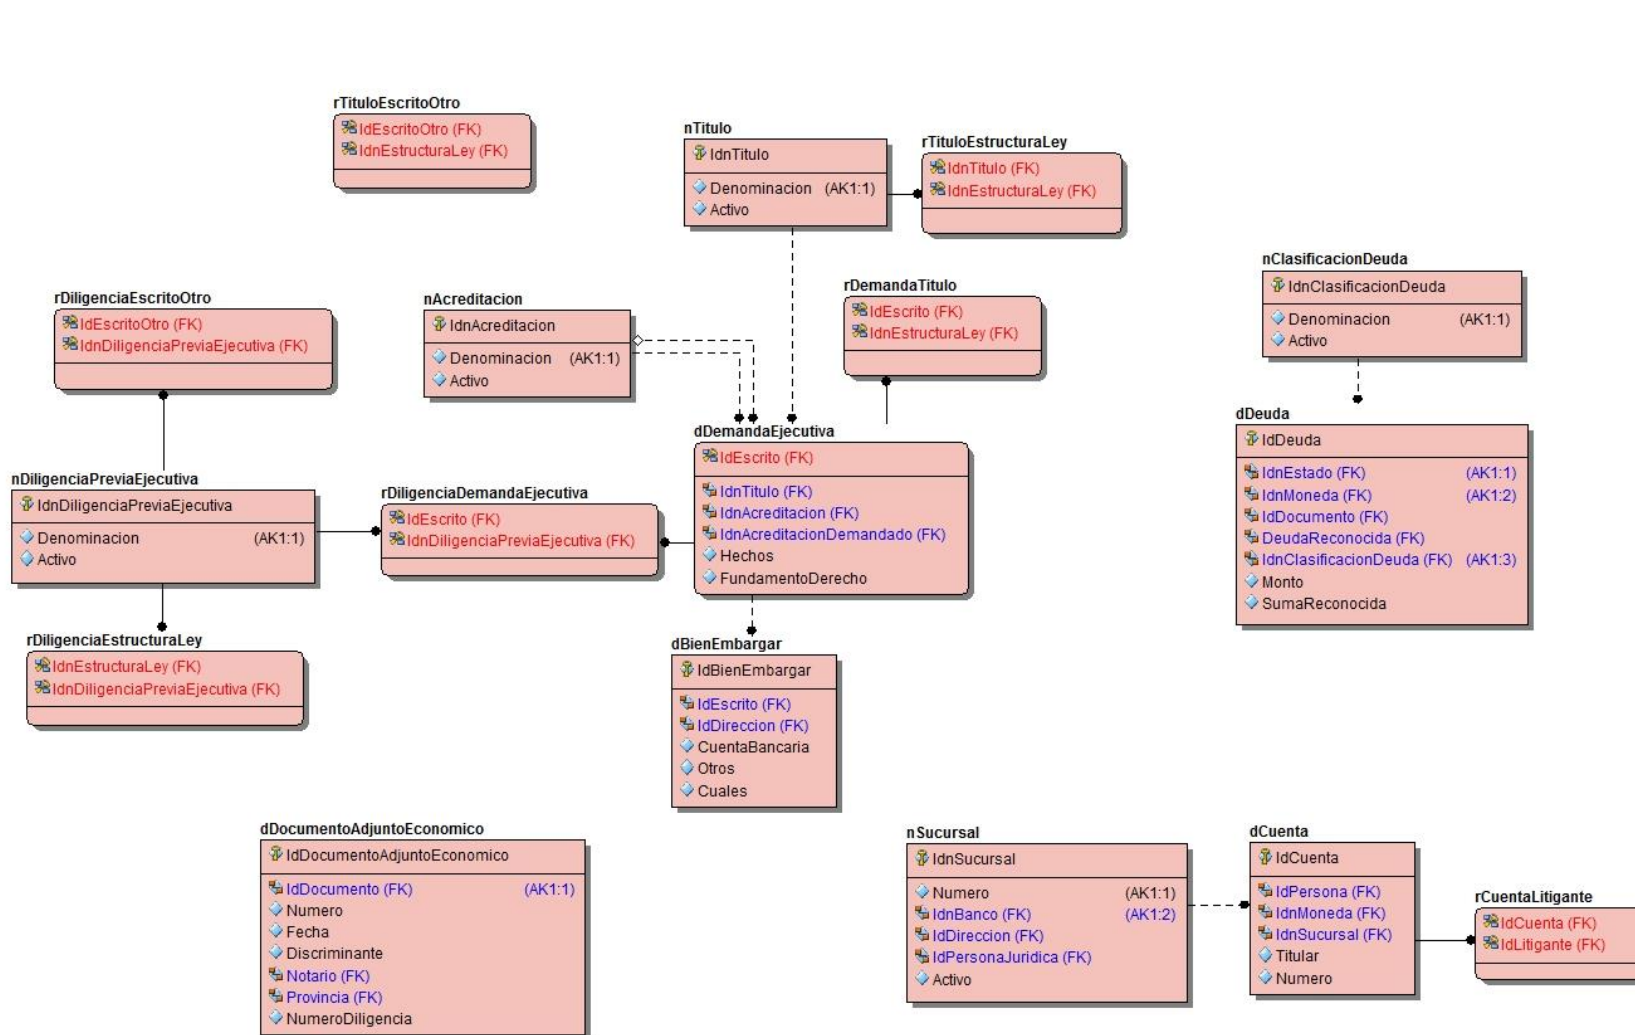 rTituloEscritoOtro
IdEscritoOtro (FK)
IdnEstructuraLey (FK)
nTitulo
IdnTitulo
Denominacion (AK1:1)
Activo
rTituloEstructuraLey
IdnTitulo (FK)
IdnEstructuraLey (FK)
nClasificacionDeuda
IdnClasificacionDeuda
Denominacion (AK1:1)
Activo
rDiligenciaEscritoOtro
IdEscritoOtro (FK)
IdnDiligenciaPreviaEjecutiva (FK)
nAcreditacion
IdnAcreditacion
Denominacion (AK1:1)
Activo
rDemandaTitulo
IdEscrito (FK)
IdnEstructuraLey (FK)
dDeuda
IdDeuda
IdnEstado (FK) (AK1:1)
IdnMoneda (FK) (AK1:2)
IdDocumento (FK)
DeudaReconocida (FK)
IdnClasificacionDeuda (FK) (AK1:3)
Monto
SumaReconocida
dDemandaEjecutiva
IdEscrito (FK)
IdnTitulo (FK)
IdnAcreditacion (FK)
IdnAcreditacionDemandado (FK)
Hechos
FundamentoDerecho
nDiligenciaPreviaEjecutiva
IdnDiligenciaPreviaEjecutiva
Denominacion (AK1:1)
Activo
rDiligenciaDemandaEjecutiva
IdEscrito (FK)
IdnDiligenciaPreviaEjecutiva (FK)
rDiligenciaEstructuraLey
IdnEstructuraLey (FK)
IdnDiligenciaPreviaEjecutiva (FK)
dBienEmbargar
IdBienEmbargar
IdEscrito (FK)
IdDireccion (FK)
CuentaBancaria
Otros
Cuales
dDocumentoAdjuntoEconomico
IdDocumentoAdjuntoEconomico
IdDocumento (FK) (AK1:1)
Numero
Fecha
Discriminante
Notario (FK)
Provincia (FK)
NumeroDiligencia
nSucursal
IdnSucursal
Numero (AK1:1)
IdnBanco (FK) (AK1:2)
IdDireccion (FK)
IdPersonaJuridica (FK)
Activo
dCuenta
IdCuenta
IdPersona (FK)
IdnMoneda (FK)
IdnSucursal (FK)
Titular
Numero
rCuentaLitigante
IdCuenta (FK)
IdLitigante (FK)